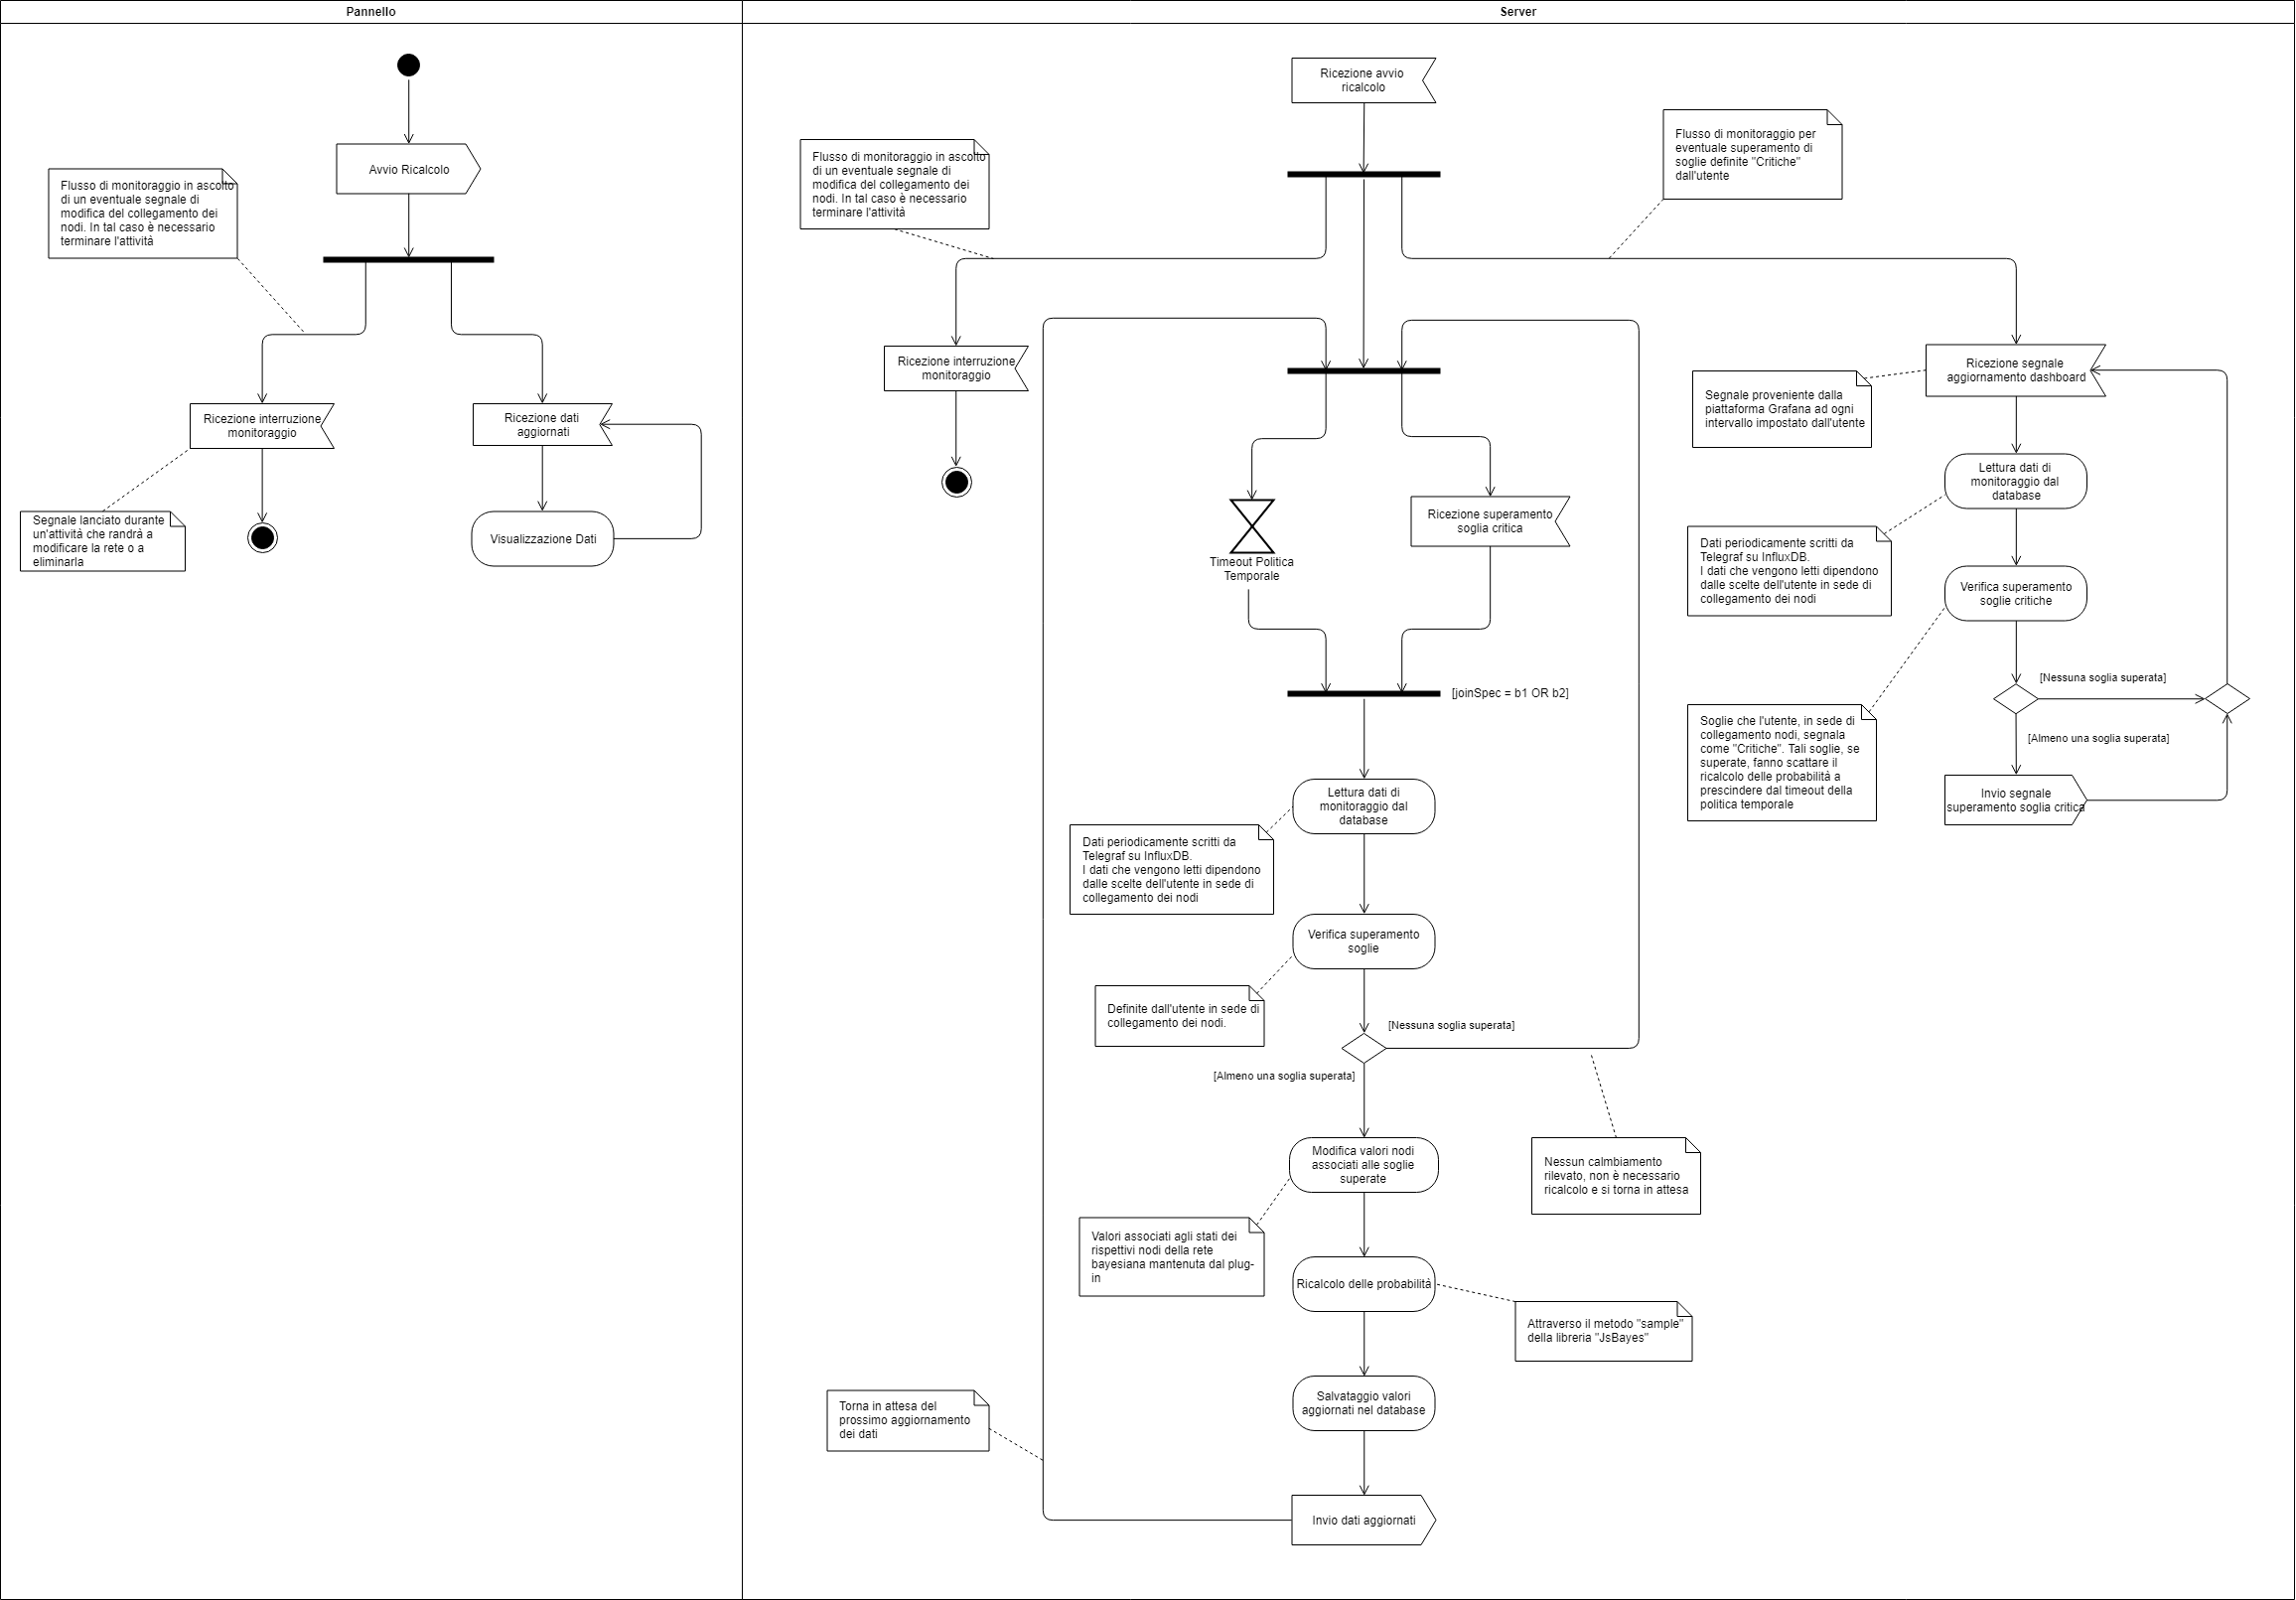 Pannello
Server
Avvio Ricalcolo
Flusso di monitoraggio in ascolto
di un eventuale segnale di
modifica del collegamento dei
nodi. In tal caso è necessario
terminare l'attività
Ricezione interruzione
monitoraggio
Ricezione dati
aggiornati
Segnale lanciato durante
un'attività che randrà a
modificare la rete o a
eliminarla
Visualizzazione Dati
Ricezione avvio
ricalcolo
Flusso di monitoraggio in ascolto
di un eventuale segnale di
modifica del collegamento dei
nodi. In tal caso è necessario
terminare l'attività
Flusso di monitoraggio per
eventuale superamento di
soglie definite "Critiche"
dall'utente
Ricezione interruzione
monitoraggio
Ricezione segnale
aggiornamento dashboard
Segnale proveniente dalla
piattaforma Grafana ad ogni
intervallo impostato dall'utente
Timeout Politica
Temporale
Ricezione superamento
soglia critica
Lettura dati di
monitoraggio dal
database
Dati periodicamente scritti da
Telegraf su InfluxDB.
I dati che vengono letti dipendono
dalle scelte dell'utente in sede di
collegamento dei nodi
Verifica superamento
soglie critiche
[Nessuna soglia superata]
[Almeno una soglia superata]
Soglie che l'utente, in sede di
collegamento nodi, segnala
come "Critiche". Tali soglie, se
superate, fanno scattare il
ricalcolo delle probabilità a
prescindere dal timeout della
politica temporale
Invio segnale
superamento soglia critica
[joinSpec = b1 OR b2]
Lettura dati di
monitoraggio dal
database
Dati periodicamente scritti da
Telegraf su InfluxDB.
I dati che vengono letti dipendono
dalle scelte dell'utente in sede di
collegamento dei nodi
Verifica superamento
soglie
Definite dall'utente in sede di
collegamento dei nodi.
[Nessuna soglia superata]
[Almeno una soglia superata]
Modifica valori nodi
associati alle soglie
superate
Nessun calmbiamento
rilevato, non è necessario
ricalcolo e si torna in attesa
Valori associati agli stati dei
rispettivi nodi della rete
bayesiana mantenuta dal plug-
in
Ricalcolo delle probabilità
Attraverso il metodo "sample"
della libreria "JsBayes"
Salvataggio valori
aggiornati nel database
Torna in attesa del
prossimo aggiornamento
dei dati
Invio dati aggiornati